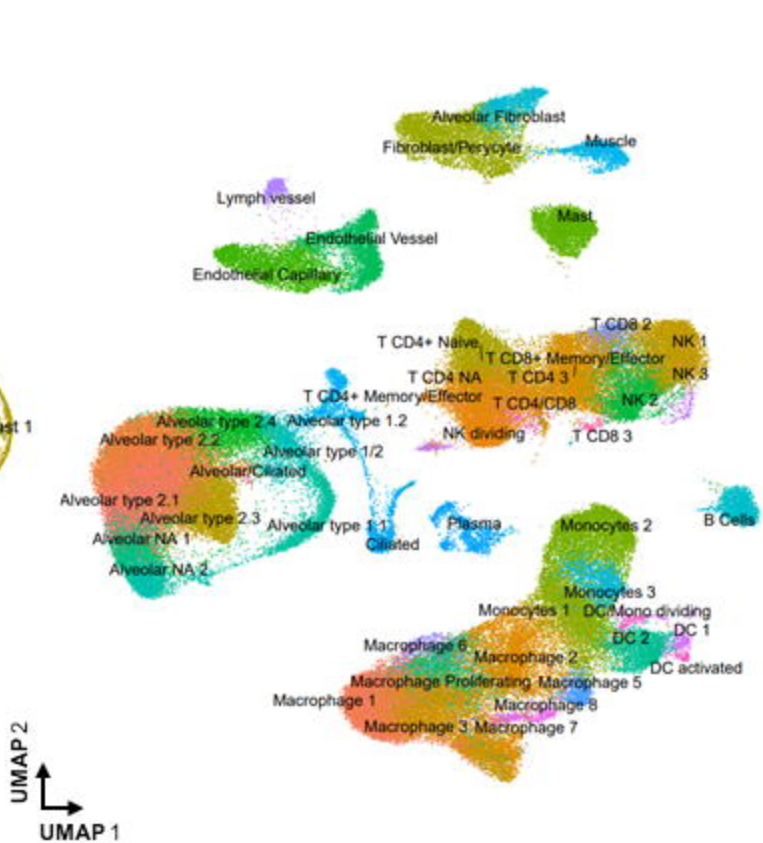 Alveolar Fibroblast
Muscle
Fibroblast/Perycyte
Lymph vessel
Mast
Endothelial Vessel
Endothelial Capillary
T CD8 2
T CD4+ Naive
NK 1
T CD8+ Memory/Effector
T CD4 NA
T CD4 3
NK 3
T CD4+ Memory/Effector
NK 2
T CD4/CD8
Alveolar type 2.4
Alveolar type 1.2
ast 1
NK dividing
T CD8 3
Alveolar type 2.2
Alveolar type 1/2
Alveolar/Ciliated
Alveolar type 2.1
Alveolar type 2.3
B Cells
Alveolar type 1.1
Plasma
Monocytes 2
Alveolar NA 1
Ciliated
Alveolar NA 2
Monocytes 3
Monocytes 1
DC/Mono dividing
DC 1
DC 2
Macrophage 6
Macrophage 2
DC activated
Macrophage Proliferating
Macrophage 5
Macrophage 1
Macrophage 8
Macrophage 3
Macrophage 7
UMAP 2
UMAP 1